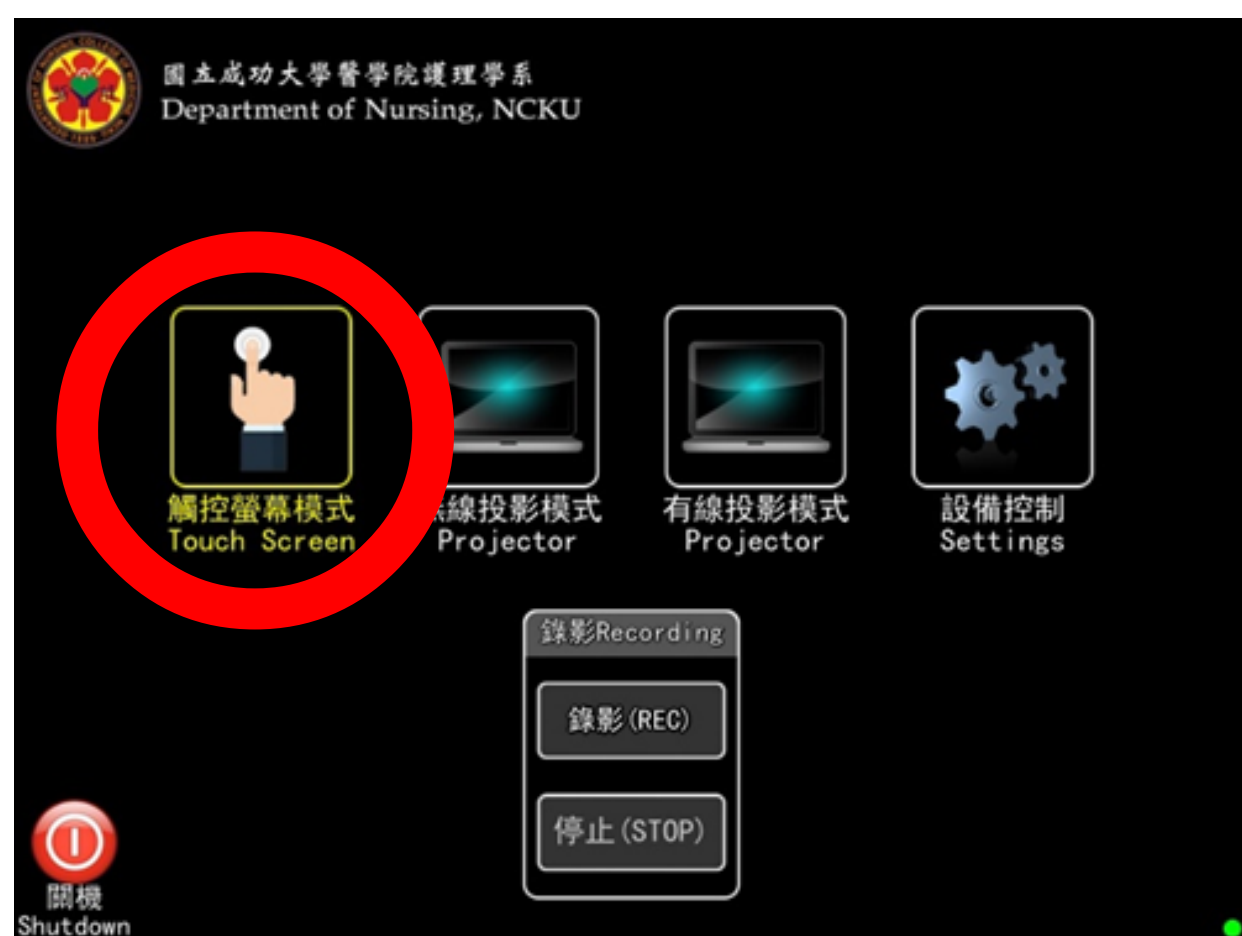 國立成功大學醫學院護理學系
Department of Nursing, NCKU
觸控螢幕模式
Touch Screen
線投影模式
Projector
有線投影模式
Projector
設備控制
Settings
錄影Recording
錄影(REC)
停止(STOP)
關機
Shutdown